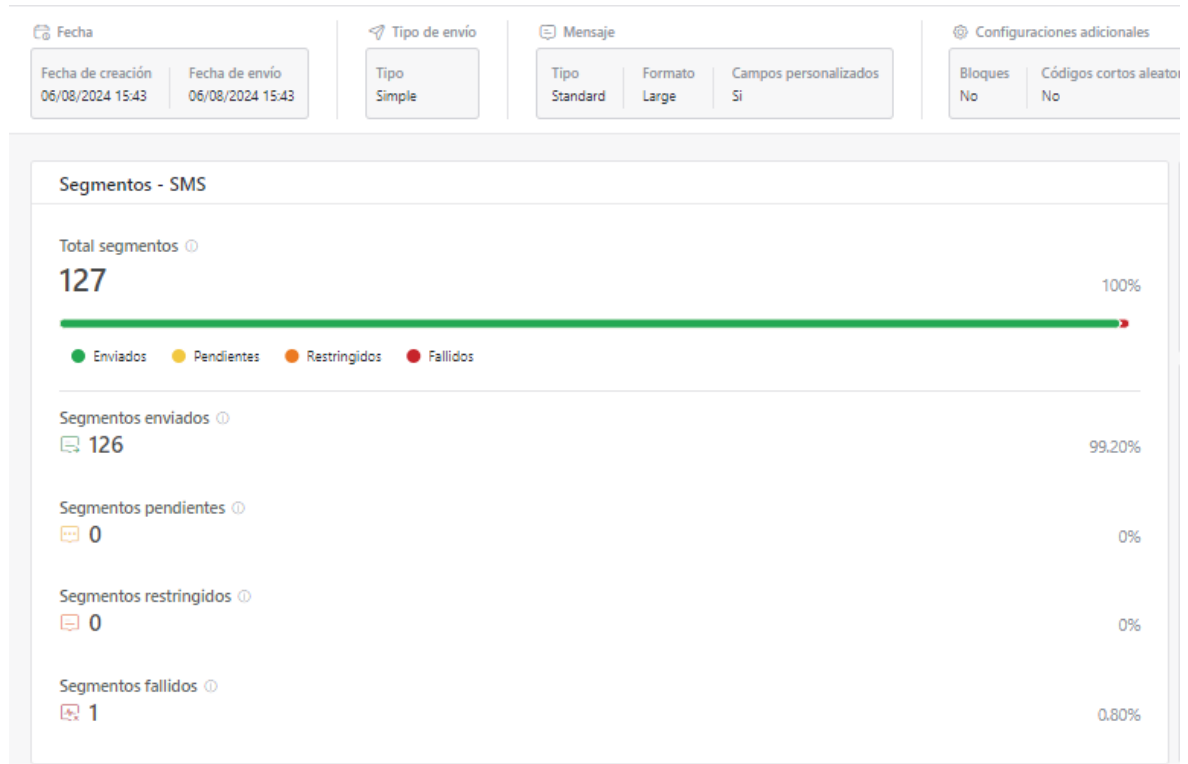 Fecha
Tipo de envío
Mensaje
Configuraciones adicionales
Fecha de creación Fecha de envío
06/08/2024 15:43 06/08/2024 15:43
Tipo
Simple
Tipo Formato Campos personalizados
Standard Large Si
Bloques Códigos cortos aleator
No No
Segmentos - SMS
Total segmentos
127 100%
Enviados Pendientes Restringidos Fallidos
Segmentos enviados
126 99.20%
Segmentos pendientes
0 0%
Segmentos restringidos
0 0%
Segmentos fallidos
1 0.80%